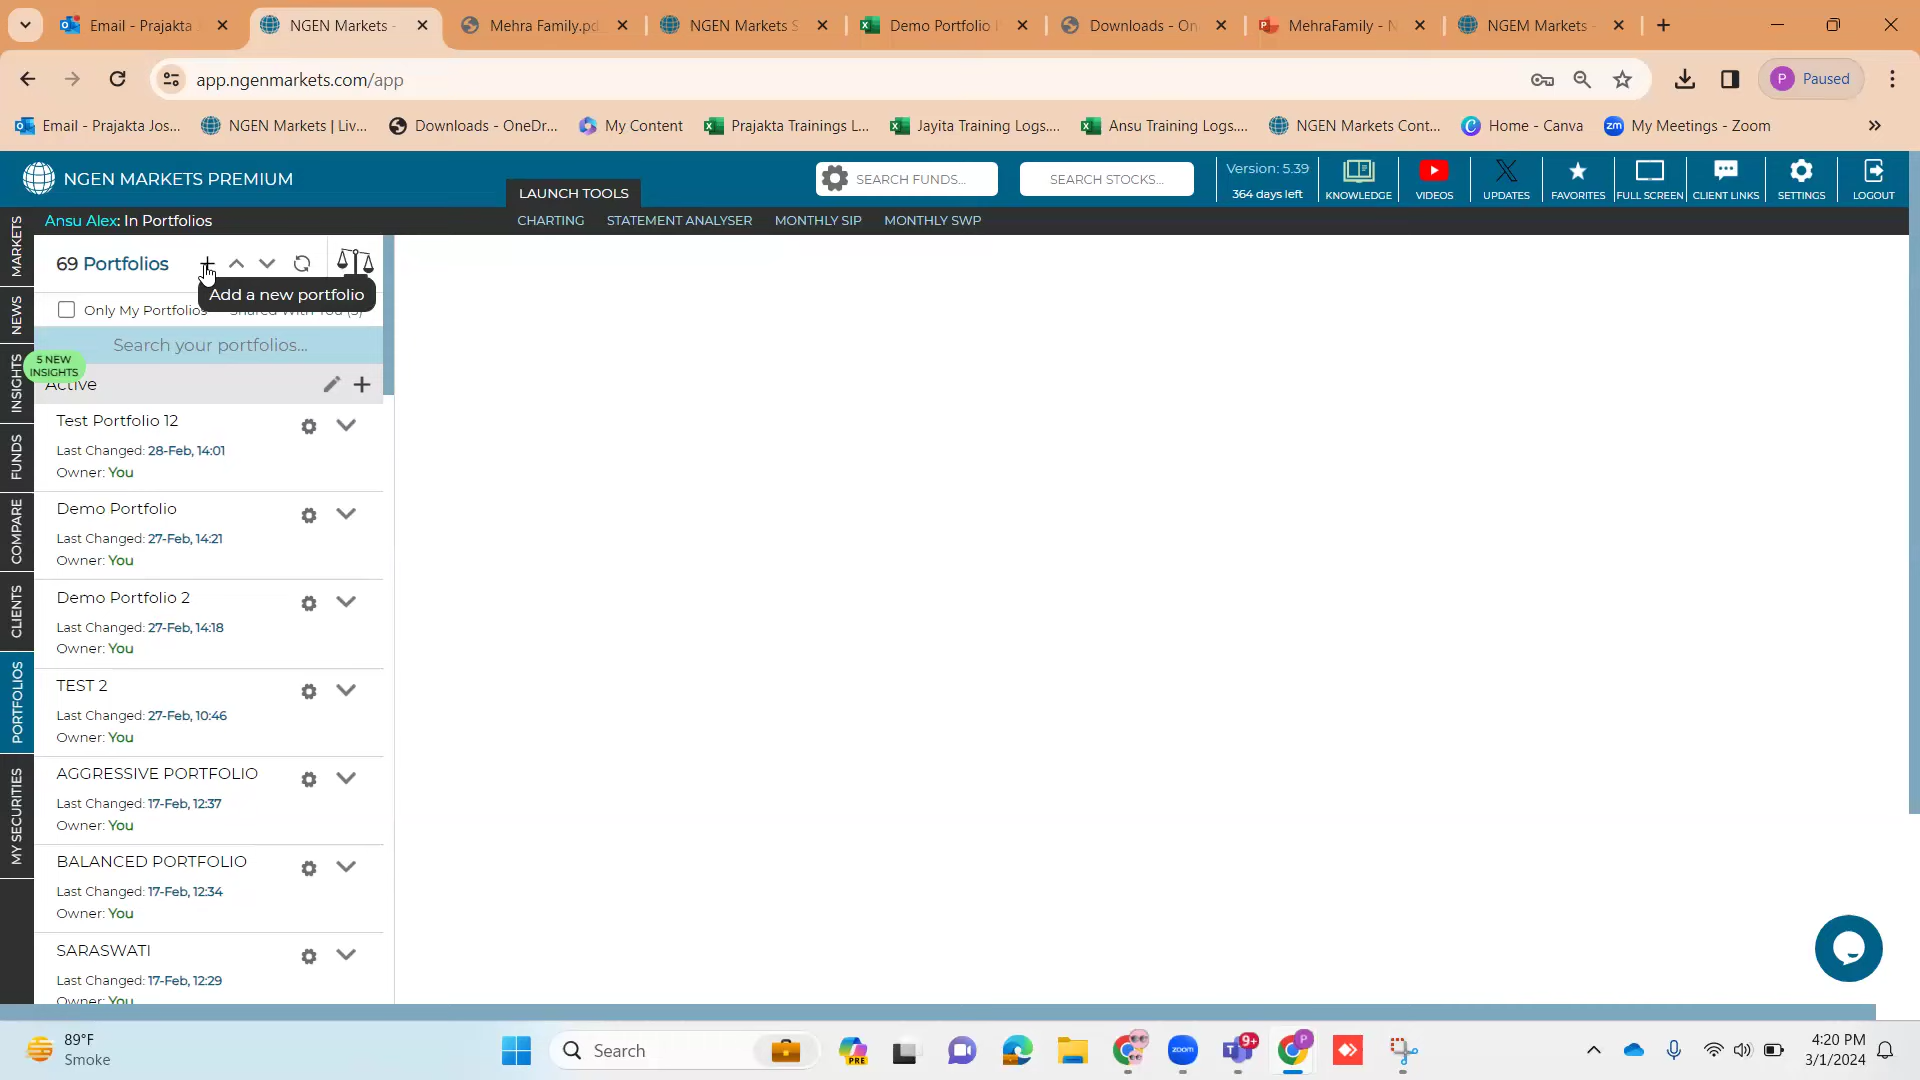 Email - Prajakta
NGEN Markets -
Mehra Family.pd
NGEN Markets S
Demo Portfolio
Downloads - On
MehraFamily - N
NGEM Markets -
app.ngenmarkets.com/app
P Paused
Email - Prajakta Jos...
NGEN Markets | Liv...
Downloads - OneDr...
My Content
Prajakta Trainings L...
Jayita Training Logs....
Ansu Training Logs....
NGEN Markets Cont...
Home - Canva
zm My Meetings - Zoom
NGEN MARKETS PREMIUM
LAUNCH TOOLS
SEARCH FUNDS...
SEARCH STOCKS...
Version: 5.39
364 days left
KNOWLEDGE
VIDEOS
UPDATES
FAVORITES
FULL SCREEN
CLIENT LINKS
SETTINGS
LOGOUT
Ansu Alex: In Portfolios
CHARTING
STATEMENT ANALYSER
MONTHLY SIP
MONTHLY SWP
MARKETS
NEWS
INSIGHTS
5 NEW
INSIGHTS
FUNDS
COMPARE
CLIENTS
PORTFOLIOS
MY SECURITIES
69 Portfolios
Add a new portfolio
Only My Portfolios
Search your portfolios...
Active
Test Portfolio 12
Last Changed: 28-Feb, 14:01
Owner: You
Demo Portfolio
Last Changed: 27-Feb, 14:21
Owner: You
Demo Portfolio 2
Last Changed: 27-Feb, 14:18
Owner: You
TEST 2
Last Changed: 27-Feb, 10:46
Owner: You
AGGRESSIVE PORTFOLIO
Last Changed: 17-Feb, 12:37
Owner: You
BALANCED PORTFOLIO
Last Changed: 17-Feb, 12:34
Owner: You
SARASWATI
Last Changed: 17-Feb, 12:29
Owner: You
89°F
Smoke
Search
PRE
zoom
9+
P
4:20 PM
3/1/2024